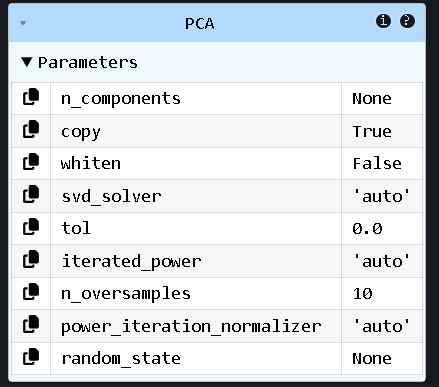 PCA
Parameters
n_components None
copy True
whiten False
svd_solver 'auto'
tol 0.0
iterated_power 'auto'
n_oversamples 10
power_iteration_normalizer 'auto'
random_state None